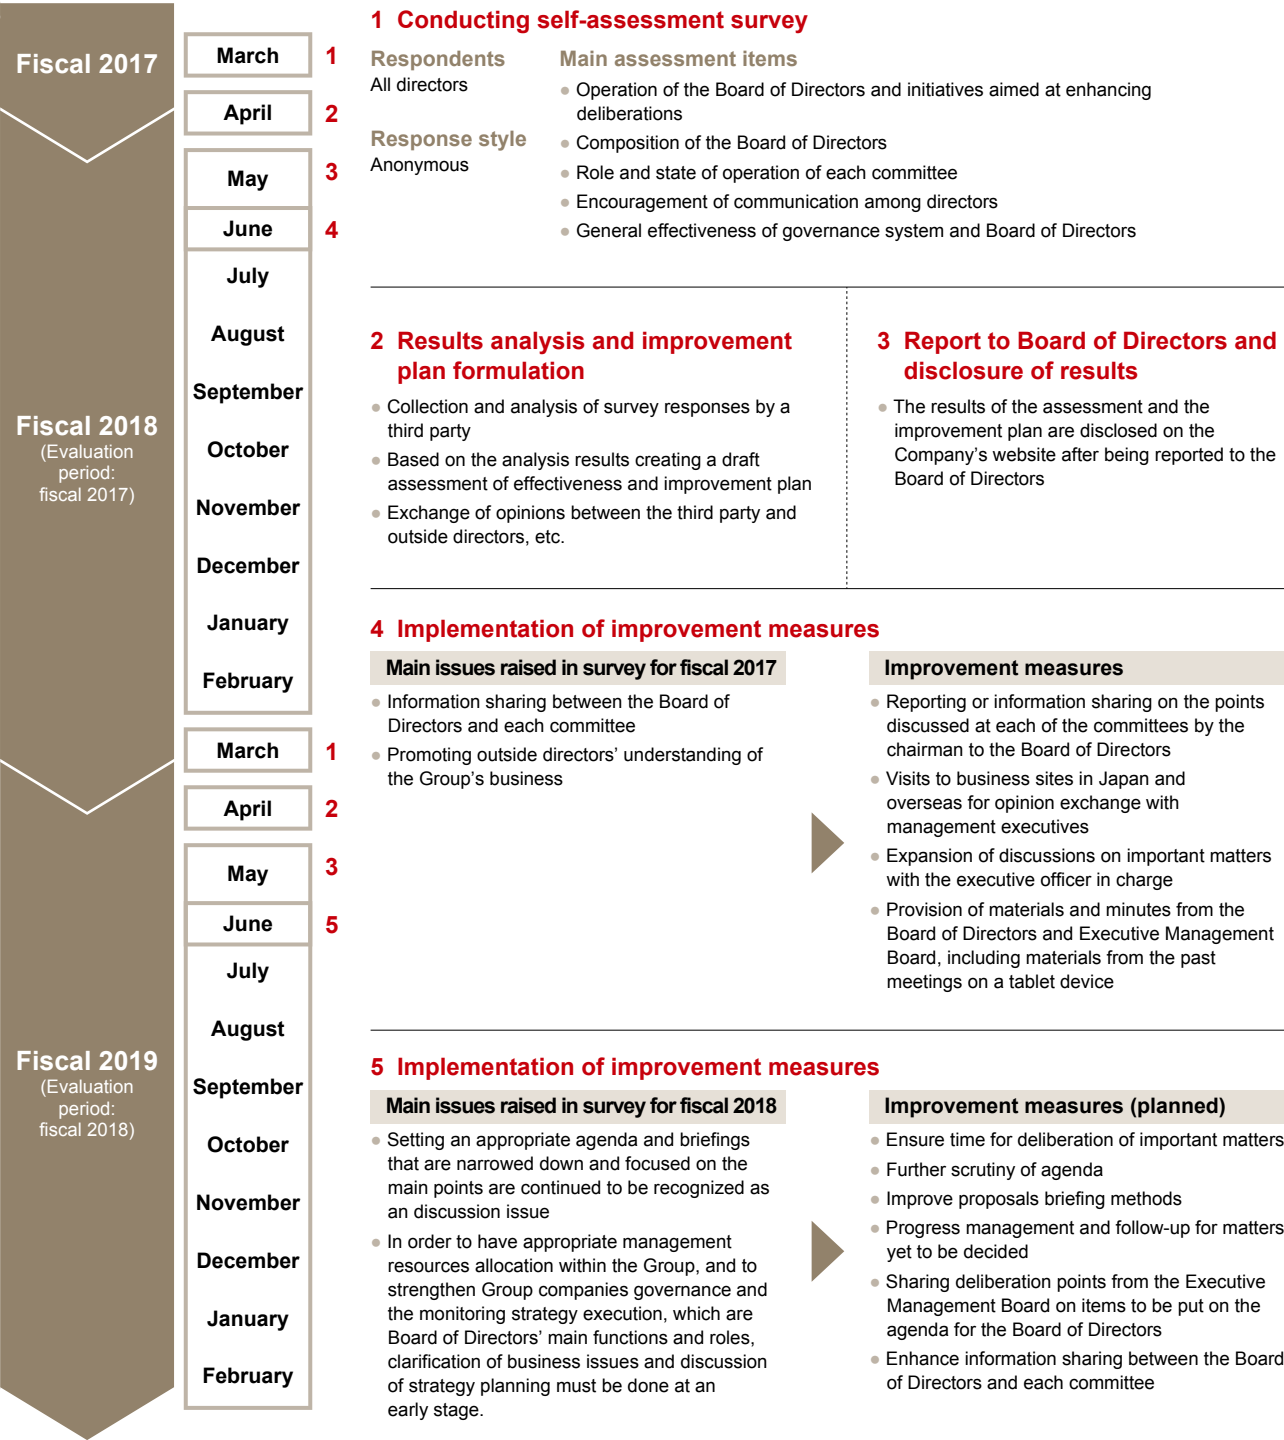 Fiscal 2017
March 1
April 2
May 3
June 4
July
August
September
October
November
December
January
February
Fiscal 2018
(Evaluation
period:
fiscal 2017)
March 1
April 2
May 3
June 5
July
August
September
October
November
December
January
February
Fiscal 2019
(Evaluation
period:
fiscal 2018)
1 Conducting self-assessment survey
Respondents
All directors
Response style
Anonymous
Main assessment items
● Operation of the Board of Directors and initiatives aimed at enhancing
deliberations
● Composition of the Board of Directors
● Role and state of operation of each committee
● Encouragement of communication among directors
● General effectiveness of governance system and Board of Directors
2 Results analysis and improvement
plan formulation
● Collection and analysis of survey responses by a
third party
● Based on the analysis results creating a draft
assessment of effectiveness and improvement plan
● Exchange of opinions between the third party and
outside directors, etc.
3 Report to Board of Directors and
disclosure of results
● The results of the assessment and the
improvement plan are disclosed on the
Company's website after being reported to the
Board of Directors
4 Implementation of improvement measures
Main issues raised in survey for fiscal 2017
● Information sharing between the Board of
Directors and each committee
● Promoting outside directors' understanding of
the Group's business
Improvement measures
● Reporting or information sharing on the points
discussed at each of the committees by the
chairman to the Board of Directors
● Visits to business sites in Japan and
overseas for opinion exchange with
management executives
● Expansion of discussions on important matters
with the executive officer in charge
● Provision of materials and minutes from the
Board of Directors and Executive Management
Board, including materials from the past
meetings on a tablet device
5 Implementation of improvement measures
Main issues raised in survey for fiscal 2018
● Setting an appropriate agenda and briefings
that are narrowed down and focused on the
main points are continued to be recognized as
an discussion issue
● In order to have appropriate management
resources allocation within the Group, and to
strengthen Group companies governance and
the monitoring strategy execution, which are
Board of Directors' main functions and roles,
clarification of business issues and discussion
of strategy planning must be done at an
early stage.
Improvement measures (planned)
● Ensure time for deliberation of important matters
● Further scrutiny of agenda
● Improve proposals briefing methods
● Progress management and follow-up for matters
yet to be decided
● Sharing deliberation points from the Executive
Management Board on items to be put on the
agenda for the Board of Directors
● Enhance information sharing between the Board
of Directors and each committee